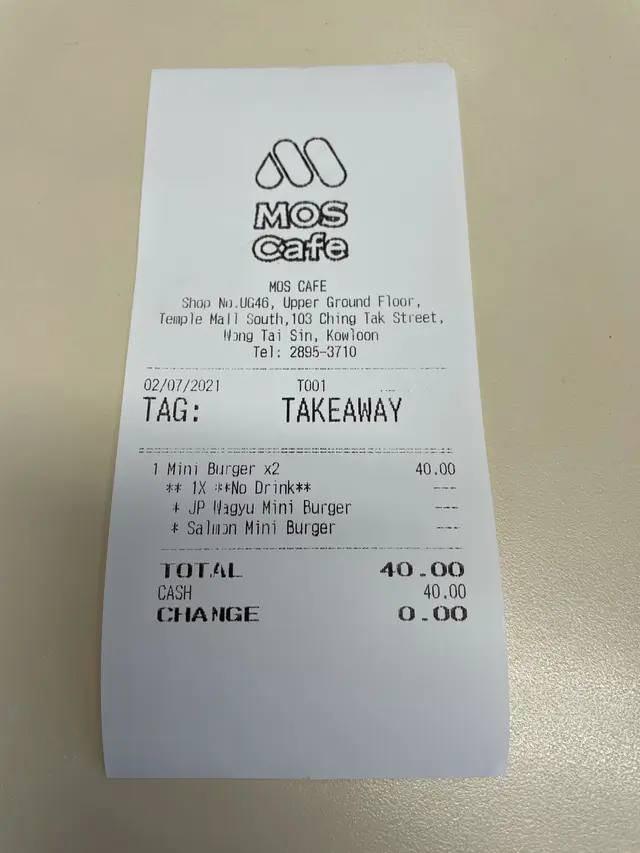 MOS
Cafe
MOS CAFE
Shop No.UG46, Upper Ground Floor,
Temple Mall South,103 Ching Tak Street,
Wong Tai Sin, Kowloon
Tel: 2895-3710
02/07/2021 T001
TAG: TAKEAWAY
1 Mini Burger x2 40.00
** 1X **No Drink** ---
* JP Wagyu Mini Burger ---
* Salmon Mini Burger ---
TOTAL 40.00
CASH 40.00
CHANGE 0.00